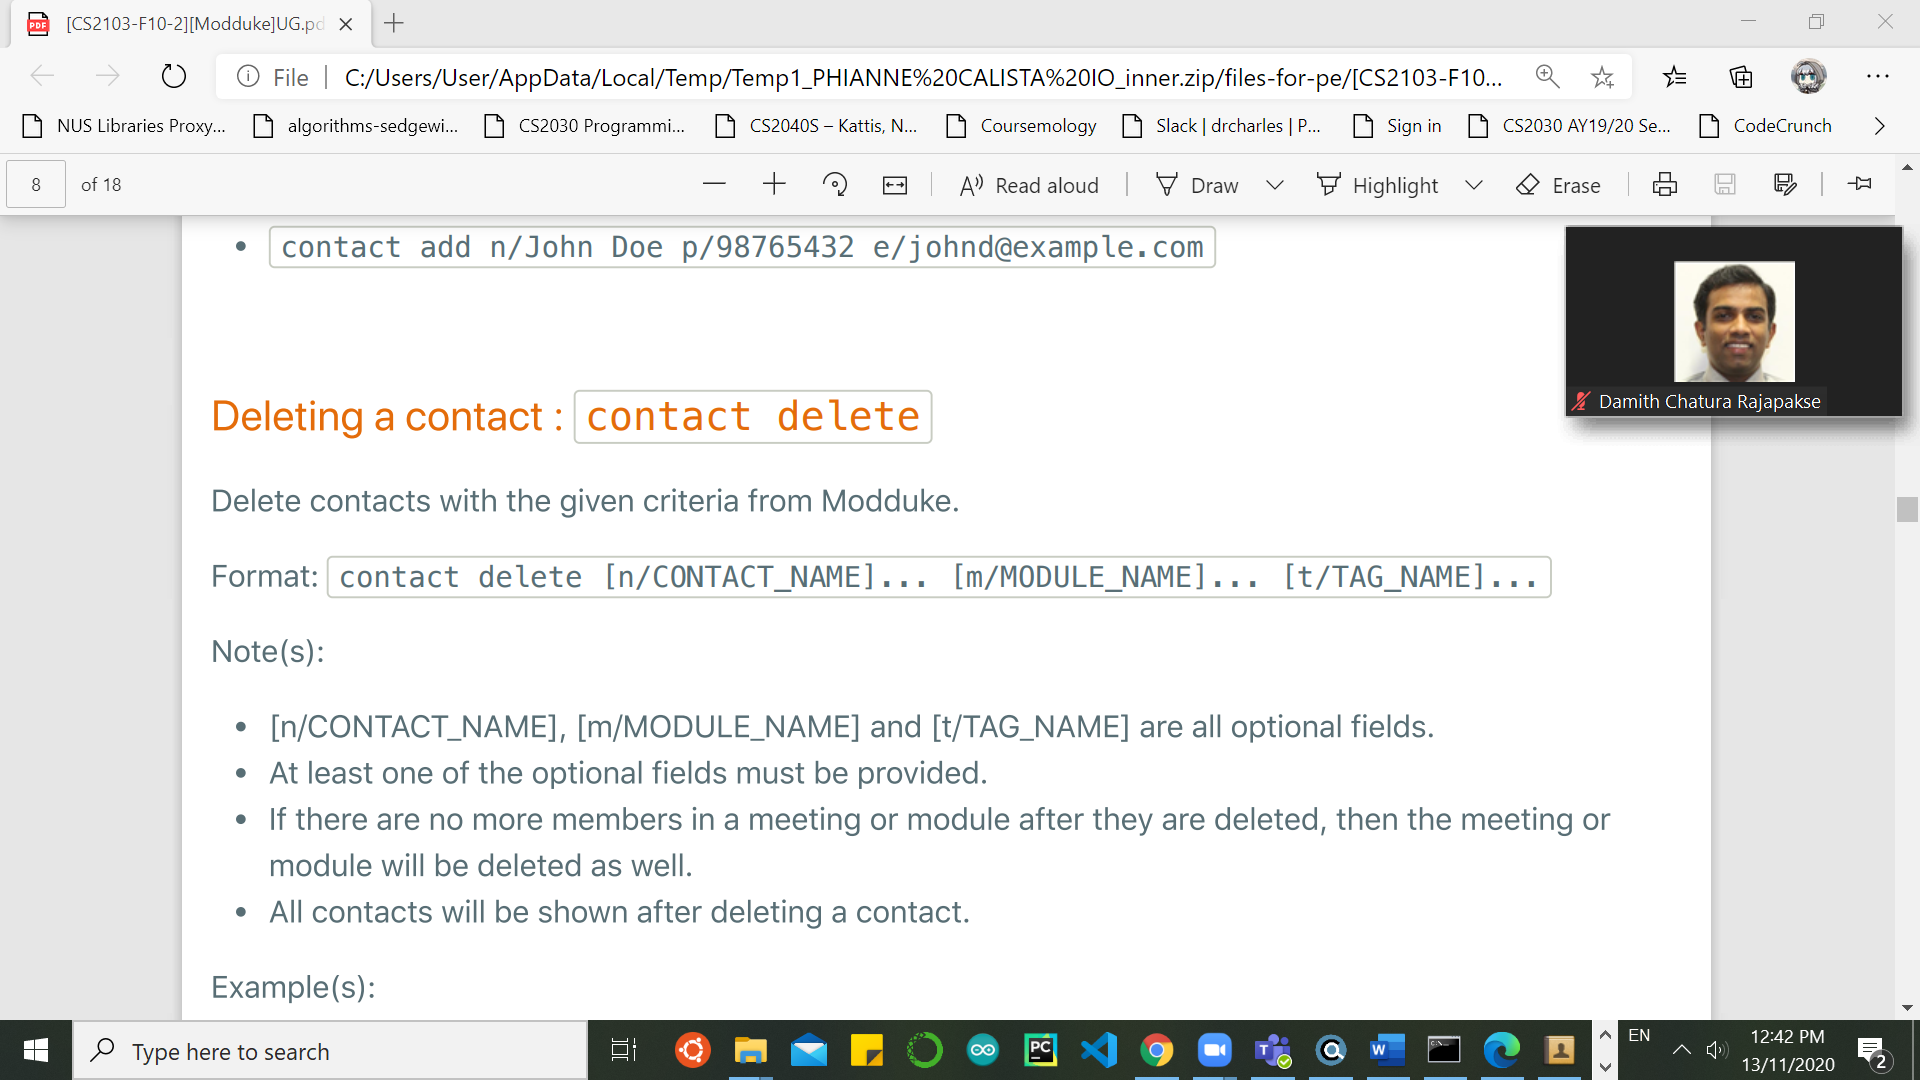 [CS2103-F10-2][Modduke]UG.pd
File
C:/Users/User/AppData/Local/Temp/Temp1_PHIANNE%20CALISTA%20IO_inner.zip/files-for-pe/[CS2103-F10...
NUS Libraries Proxy... algorithms-sedgewi... CS2030 Programmi... CS2040S – Kattis, N... Coursemology Slack | drcharles | P... Sign in CS2030 AY19/20 Se... CodeCrunch
8 of 18 Read aloud Draw Highlight Erase
• contact add n/John Doe p/98765432 e/johnd@example.com
Damith Chatura Rajapakse
Deleting a contact : contact delete
Delete contacts with the given criteria from Modduke.
Format: contact delete [n/CONTACT_NAME]... [m/MODULE_NAME]... [t/TAG_NAME]...
Note(s):
• [n/CONTACT_NAME], [m/MODULE_NAME] and [t/TAG_NAME] are all optional fields.
• At least one of the optional fields must be provided.
• If there are no more members in a meeting or module after they are deleted, then the meeting or
module will be deleted as well.
• All contacts will be shown after deleting a contact.
Example(s):
Type here to search
EN
12:42 PM
13/11/2020
2